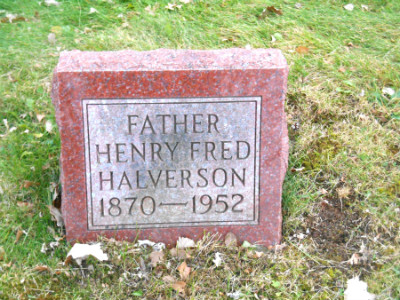 FATHER
HENRY FRED
HALVERSON
1870—1952